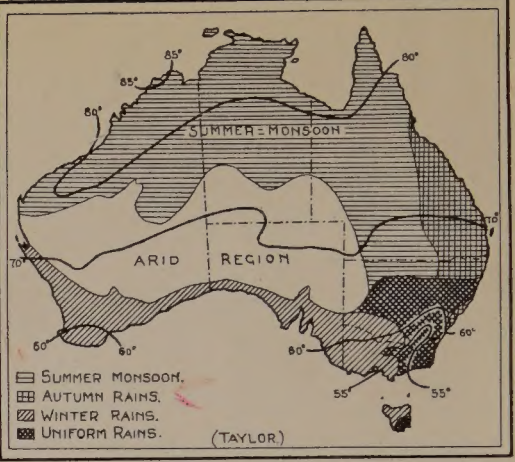 85°
85°
80°
80°
SUMMER-MONSOON
70°
70°
ARID REGION
60°
60°
60°
60°
55°
55°
SUMMER MONSOON.
AUTUMN RAINS.
WINTER RAINS.
UNIFORM RAINS.
(TAYLOR.)